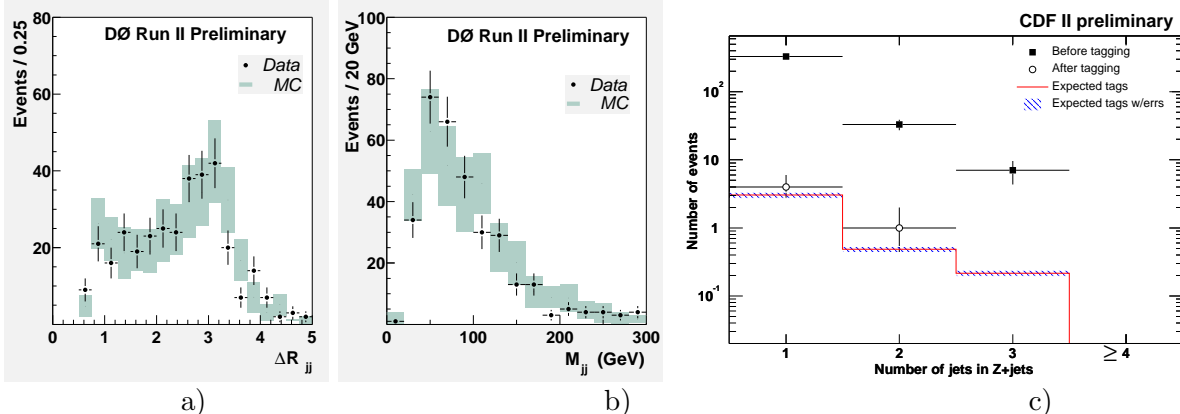 Events / 0.25
80
60
40
20
0
1
2
3
4
5
ΔR jj
DØ Run II Preliminary
Data
MC
a)
Events / 20 GeV
100
80
60
40
20
0
0
100
200
300
M jj (GeV)
DØ Run II Preliminary
Data
MC
b)
CDF II preliminary
Number of events
10²
10
1
10⁻¹
1
2
3
≥ 4
Number of jets in Z+jets
Before tagging
After tagging
Expected tags
Expected tags w/errs
c)